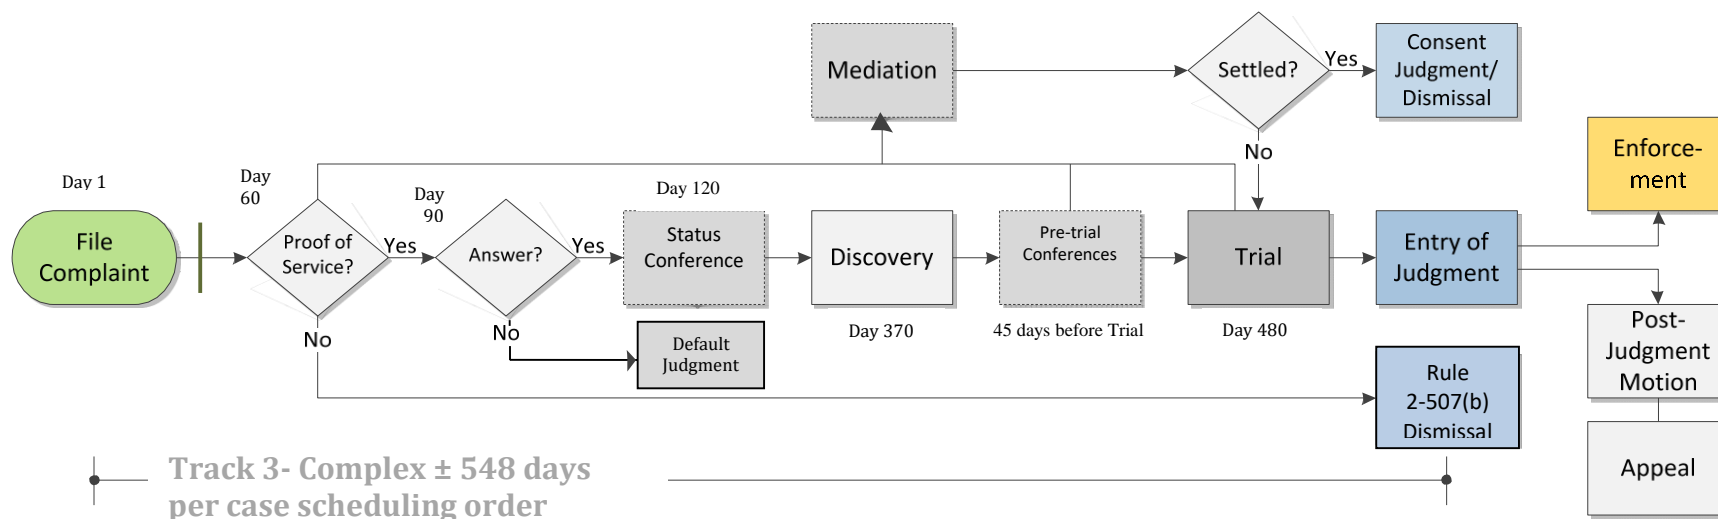 Mediation
Settled?
Yes
Consent
Judgment/
Dismissal
No
Enforce-
ment
Day 1
Day
60
Day
90
Day 120
File
Complaint
Proof of
Service?
Yes
Answer?
Yes
Status
Conference
Discovery
Pre-trial
Conferences
Trial
Entry of
Judgment
No
No
Default
Judgment
Day 370
45 days before Trial
Day 480
Post-
Judgment
Motion
Rule
2-507(b)
Dismissal
Appeal
Track 3- Complex ± 548 days
per case scheduling order